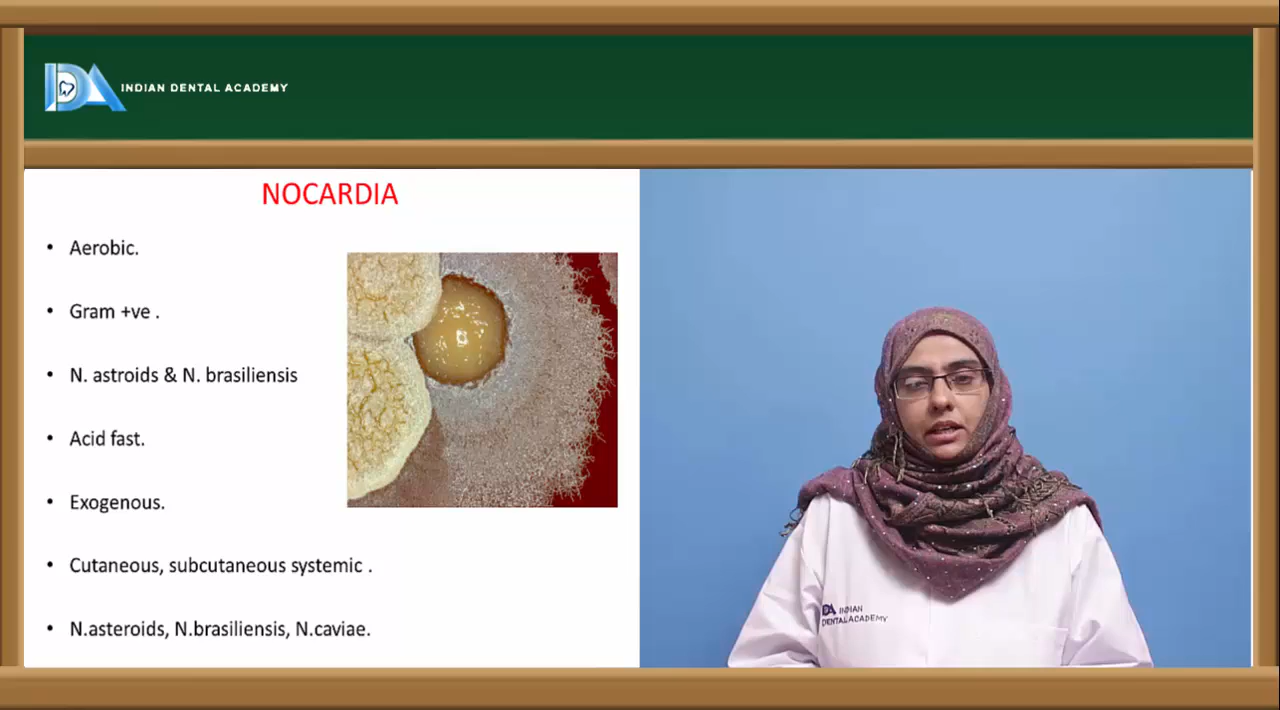 INDIAN DENTAL ACADEMY
NOCARDIA
• Aerobic.
• Gram +ve .
• N. astroids & N. brasiliensis
• Acid fast.
• Exogenous.
• Cutaneous, subcutaneous systemic .
• N.asteroids, N.brasiliensis, N.caviae.
IDA INDIAN
DENTAL ACADEMY